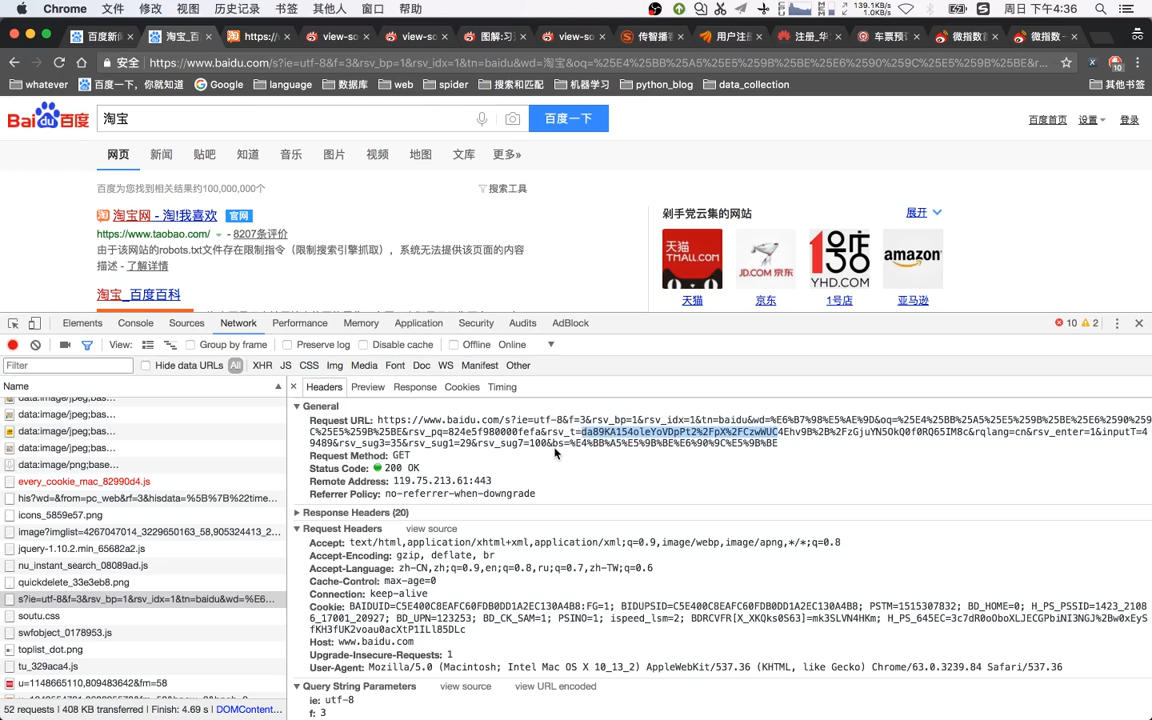 Chrome 文件 修改 视图 历史记录 书签 其他人 窗口 帮助 139.1KB/s 1.0KB/s 周日 下午4:36
百度新闻 淘宝_百 https://www view-so view-so 图解:习 view-so 传智播客 用户注册 注册_华 车票预订 微指数 微指数
安全 https://www.baidu.com/s?ie=utf-8&f=3&rsv_bp=1&rsv_idx=1&tn=baidu&wd=淘宝&oq=%25E4%25BB%25A5%25E5%259B%25BE%25E6%2590%259C%25E5%259B%25BE&r... 10
whatever 百度一下，你就知道 Google language 数据库 web spider 搜索和匹配 机器学习 python_blog data_collection 其他书签
Bai du 百度 淘宝 百度一下 百度首页 设置 登录
网页 新闻 贴吧 知道 音乐 图片 视频 地图 文库 更多»
百度为您找到相关结果约100,000,000个 搜索工具
淘宝网 - 淘!我喜欢 官网
https://www.taobao.com/ - 8207条评价
由于该网站的robots.txt文件存在限制指令（限制搜索引擎抓取），系统无法提供该页面的内容
描述 - 了解详情
淘宝_百度百科
剁手党云集的网站 展开
天猫 TMALL.COM JD.COM 京东 1号店 YHD.COM amazon
天猫 京东 1号店 亚马逊
Elements Console Sources Network Performance Memory Application Security Audits AdBlock 10 2
View: Group by frame Preserve log Disable cache Offline Online
Filter Hide data URLs All XHR JS CSS Img Media Font Doc WS Manifest Other
Name
data:image/jpeg;bas…
data:image/jpeg;bas…
data:image/jpeg;bas…
data:image/jpeg;bas…
data:image/png;base…
every_cookie_mac_82990d4.js
his?wd=&from=pc_web&rf=3&hisdata=%5B%7B%22time…
icons_5859e57.png
image?imglist=4267047014_3229650163_58,905324413_2…
jquery-1.10.2.min_65682a2.js
nu_instant_search_08089ad.js
quickdelete_33e3eb8.png
s?ie=utf-8&f=3&rsv_bp=1&rsv_idx=1&tn=baidu&wd=%E6…
soutu.css
swfobject_0178953.js
toplist_dot.png
tu_329aca4.js
u=1148665110,809483642&fm=58
52 requests | 408 KB transferred | Finish: 4.69 s | DOMContent…
Headers Preview Response Cookies Timing
General
Request URL: https://www.baidu.com/s?ie=utf-8&f=3&rsv_bp=1&rsv_idx=1&tn=baidu&wd=%E6%B7%98%E5%AE%9D&oq=%25E4%25BB%25A5%25E5%259B%25BE%25E6%2590%259
C%25E5%259B%25BE&rsv_pq=824e5f980000fefa&rsv_t=da89KA154oleYoVDpPt2%2FpX%2FCzwWUC4Ehv9B%2B%2FzGjuYN5OkQ0f0RQ65IM8c&rqlang=cn&rsv_enter=1&inputT=4
9489&rsv_sug3=35&rsv_sug1=29&rsv_sug7=100&bs=%E4%BB%A5%E5%9B%BE%E6%90%9C%E5%9B%BE
Request Method: GET
Status Code: 200 OK
Remote Address: 119.75.213.61:443
Referrer Policy: no-referrer-when-downgrade
Response Headers (20)
Request Headers view source
Accept: text/html,application/xhtml+xml,application/xml;q=0.9,image/webp,image/apng,*/*;q=0.8
Accept-Encoding: gzip, deflate, br
Accept-Language: zh-CN,zh;q=0.9,en;q=0.8,ru;q=0.7,zh-TW;q=0.6
Cache-Control: max-age=0
Connection: keep-alive
Cookie: BAIDUID=C5E400C8EAFC60FDB0DD1A2EC130A4B8:FG=1; BIDUPSID=C5E400C8EAFC60FDB0DD1A2EC130A4B8; PSTM=1515307832; BD_HOME=0; H_PS_PSSID=1423_2108
6_17001_20927; BD_UPN=123253; BD_CK_SAM=1; PSINO=1; ispeed_lsm=2; BDRCVFR[X_XKQks0S63]=mk3SLVN4HKm; H_PS_645EC=3c7dR0oOboXLJECGPbiNI3NGJ%2Bw0xEyS
fKH3fUK2voau0acXtP1ILl85DLc
Host: www.baidu.com
Upgrade-Insecure-Requests: 1
User-Agent: Mozilla/5.0 (Macintosh; Intel Mac OS X 10_13_2) AppleWebKit/537.36 (KHTML, like Gecko) Chrome/63.0.3239.84 Safari/537.36
Query String Parameters view source view URL encoded
ie: utf-8
f: 3